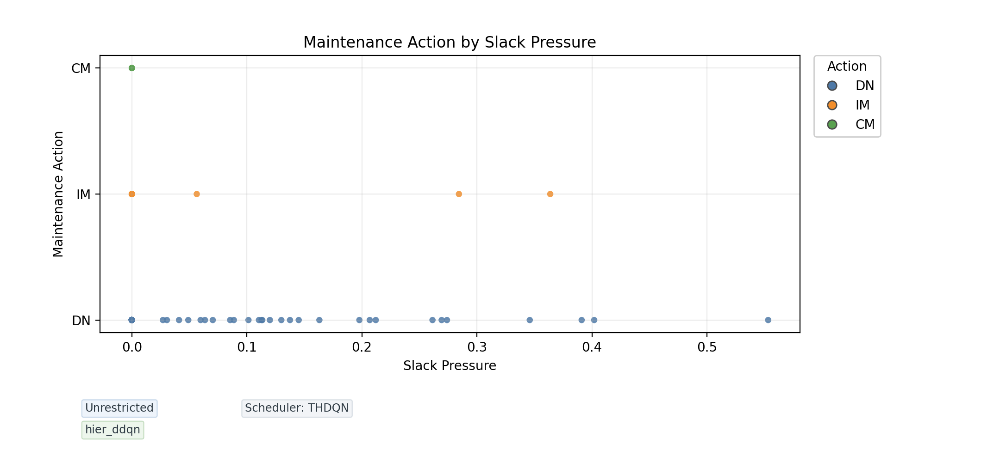 Maintenance Action by Slack Pressure
Maintenance Action
CM
IM
DN
0.0 0.1 0.2 0.3 0.4 0.5
Slack Pressure
Action
DN
IM
CM
Unrestricted
Scheduler: THDQN
hier_ddqn